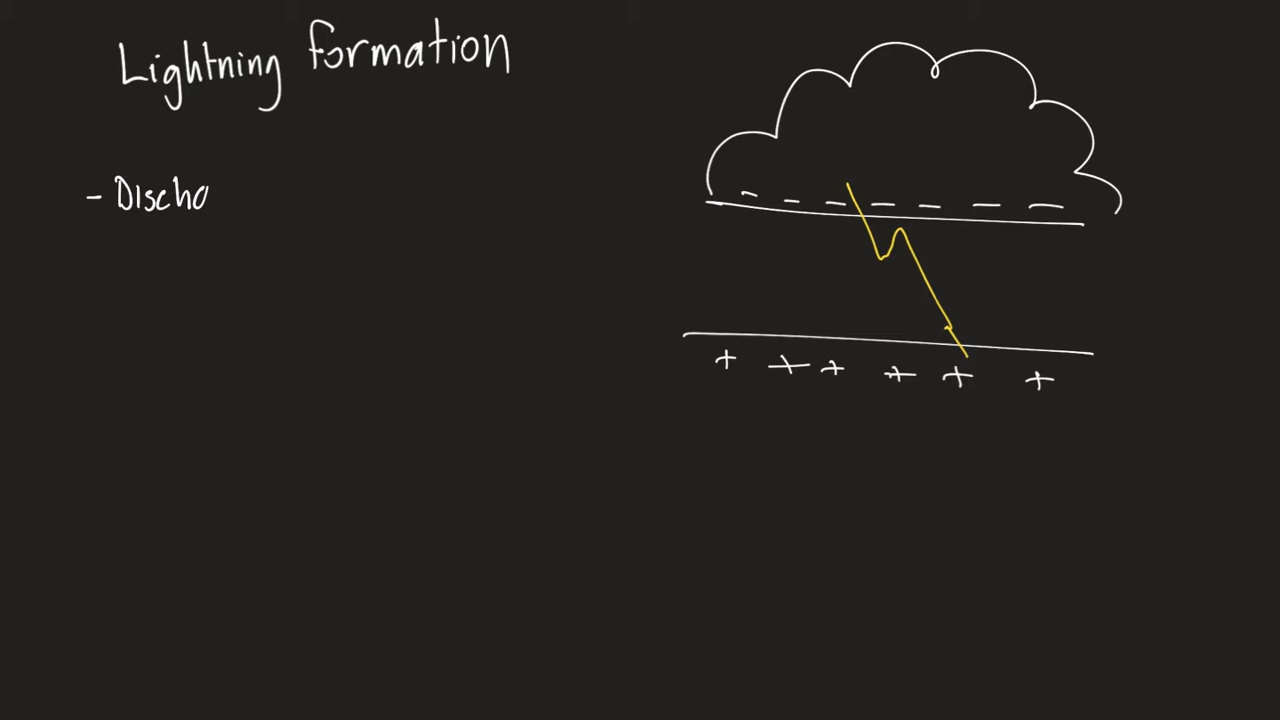 Lightning formation
- Discha
- - - - - - - -
+ + + + + +